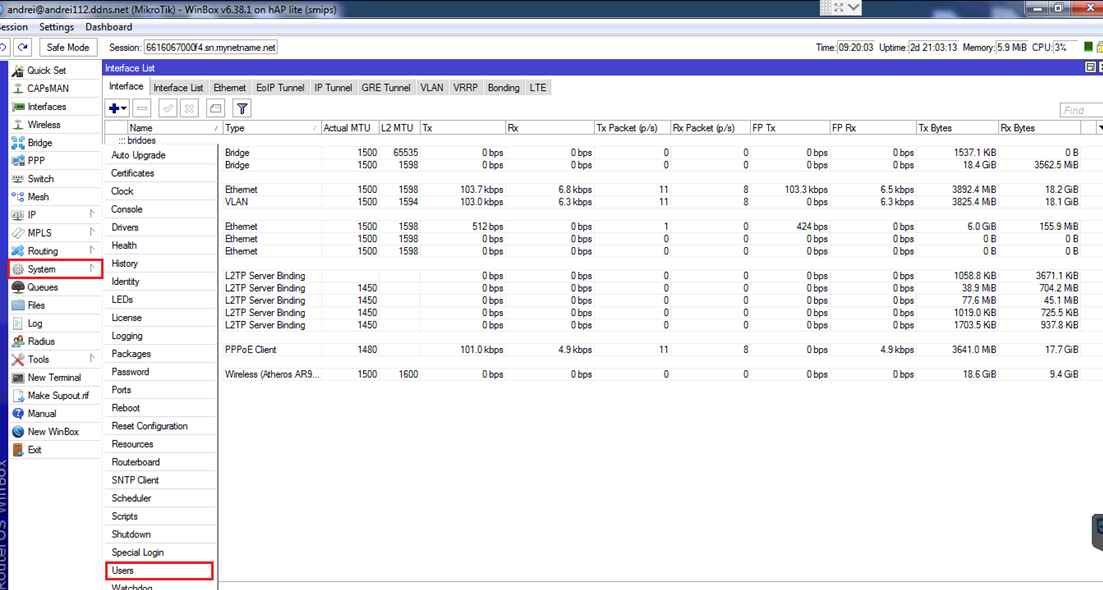 andrei@andrei112.ddns.net (MikroTik) - WinBox v6.38.1 on hAP lite (smips)
Session Settings Dashboard
Safe Mode Session: 6616067000f4.sn.mynetname.net Time: 09:20:03 Uptime: 2d 21:03:13 Memory: 5.9 MiB CPU: 3%
Quick Set
CAPsMAN
Interfaces
Wireless
Bridge
PPP
Switch
Mesh
IP
MPLS
Routing
System
Queues
Files
Log
Radius
Tools
New Terminal
Make Supout.rif
Manual
New WinBox
Exit
RouterOS WinBox
Interface List
Interface Interface List Ethernet EoIP Tunnel IP Tunnel GRE Tunnel VLAN VRRP Bonding LTE
Find
Name Type Actual MTU L2 MTU Tx Rx Tx Packet (p/s) Rx Packet (p/s) FP Tx FP Rx Tx Bytes Rx Bytes
::: bridges
Auto Upgrade
Certificates
Clock
Console
Drivers
Health
History
Identity
LEDs
License
Logging
Packages
Password
Ports
Reboot
Reset Configuration
Resources
Routerboard
SNTP Client
Scheduler
Scripts
Shutdown
Special Login
Users
Watchdog
Bridge 1500 65535 0 bps 0 bps 0 0 0 bps 0 bps 1537.1 KiB 0 B
Bridge 1500 1598 0 bps 0 bps 0 0 0 bps 0 bps 18.4 GiB 3562.5 MiB
Ethernet 1500 1598 103.7 kbps 6.8 kbps 11 8 103.3 kbps 6.5 kbps 3892.4 MiB 18.2 GiB
VLAN 1500 1594 103.0 kbps 6.3 kbps 11 8 0 bps 6.3 kbps 3825.4 MiB 18.1 GiB
Ethernet 1500 1598 512 bps 0 bps 1 0 424 bps 0 bps 6.0 GiB 155.9 MiB
Ethernet 1500 1598 0 bps 0 bps 0 0 0 bps 0 bps 0 B 0 B
Ethernet 1500 1598 0 bps 0 bps 0 0 0 bps 0 bps 0 B 0 B
L2TP Server Binding 0 bps 0 bps 0 0 0 bps 0 bps 1058.8 KiB 3671.1 KiB
L2TP Server Binding 1450 0 bps 0 bps 0 0 0 bps 0 bps 38.9 MiB 704.2 MiB
L2TP Server Binding 1450 0 bps 0 bps 0 0 0 bps 0 bps 77.6 MiB 45.1 MiB
L2TP Server Binding 1450 0 bps 0 bps 0 0 0 bps 0 bps 1019.0 KiB 725.5 KiB
L2TP Server Binding 1450 0 bps 0 bps 0 0 0 bps 0 bps 1703.5 KiB 937.8 KiB
PPPoE Client 1480 101.0 kbps 4.9 kbps 11 8 0 bps 4.9 kbps 3641.0 MiB 17.7 GiB
Wireless (Atheros AR9... 1500 1600 0 bps 0 bps 0 0 0 bps 0 bps 18.6 GiB 9.4 GiB